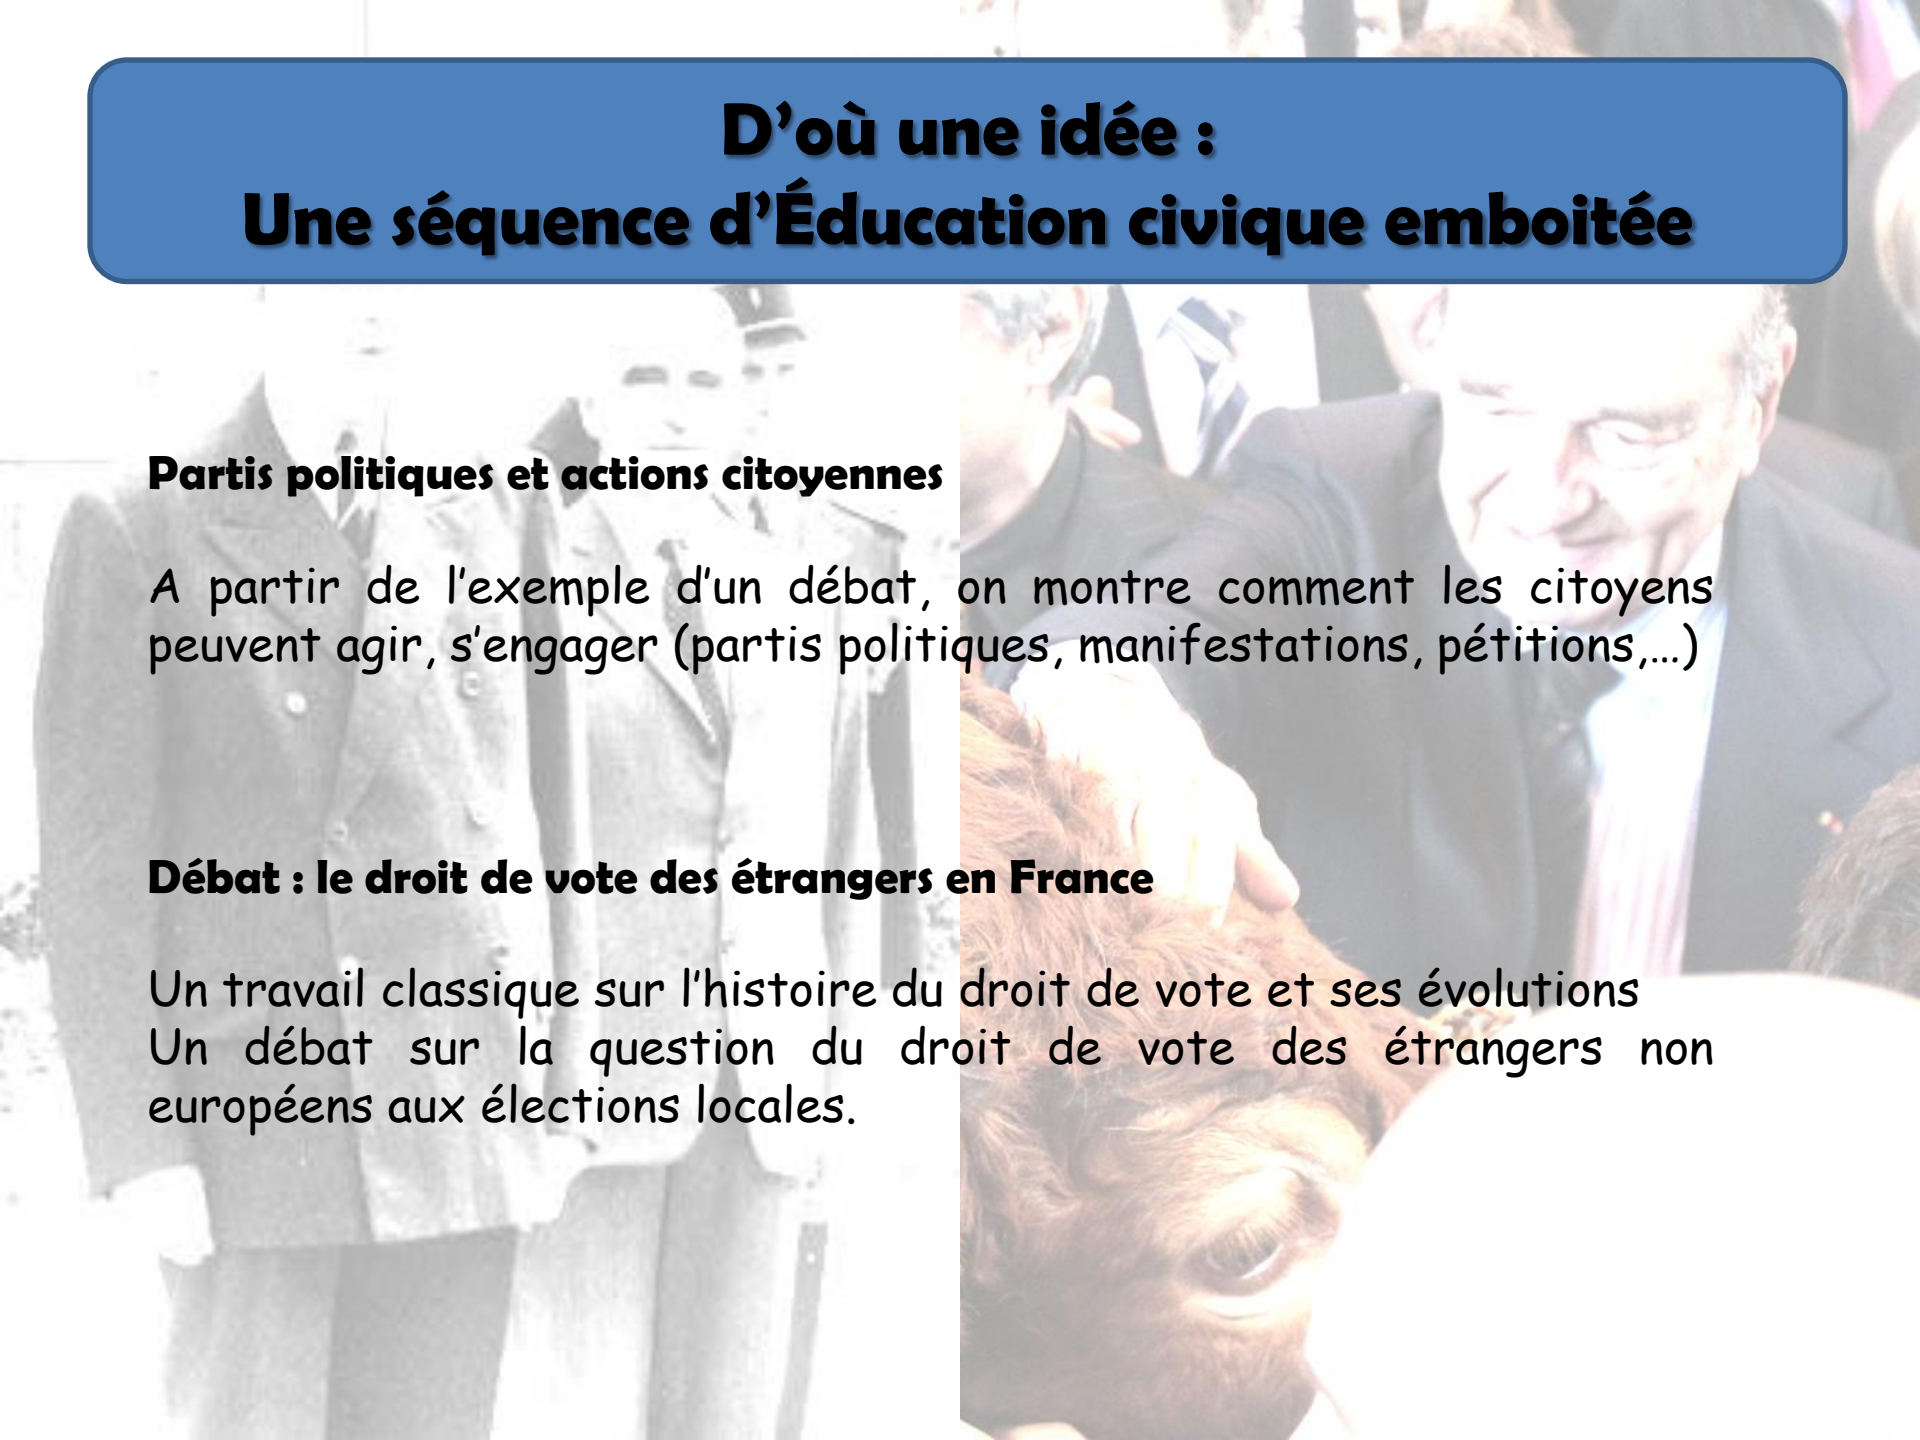 D’où une idée :
Une séquence d’Éducation civique emboitée
Partis politiques et actions citoyennes
A partir de l’exemple d’un débat, on montre comment les citoyens
peuvent agir, s’engager (partis politiques, manifestations, pétitions,…)
Débat : le droit de vote des étrangers en France
Un travail classique sur l’histoire du droit de vote et ses évolutions
Un débat sur la question du droit de vote des étrangers non
européens aux élections locales.